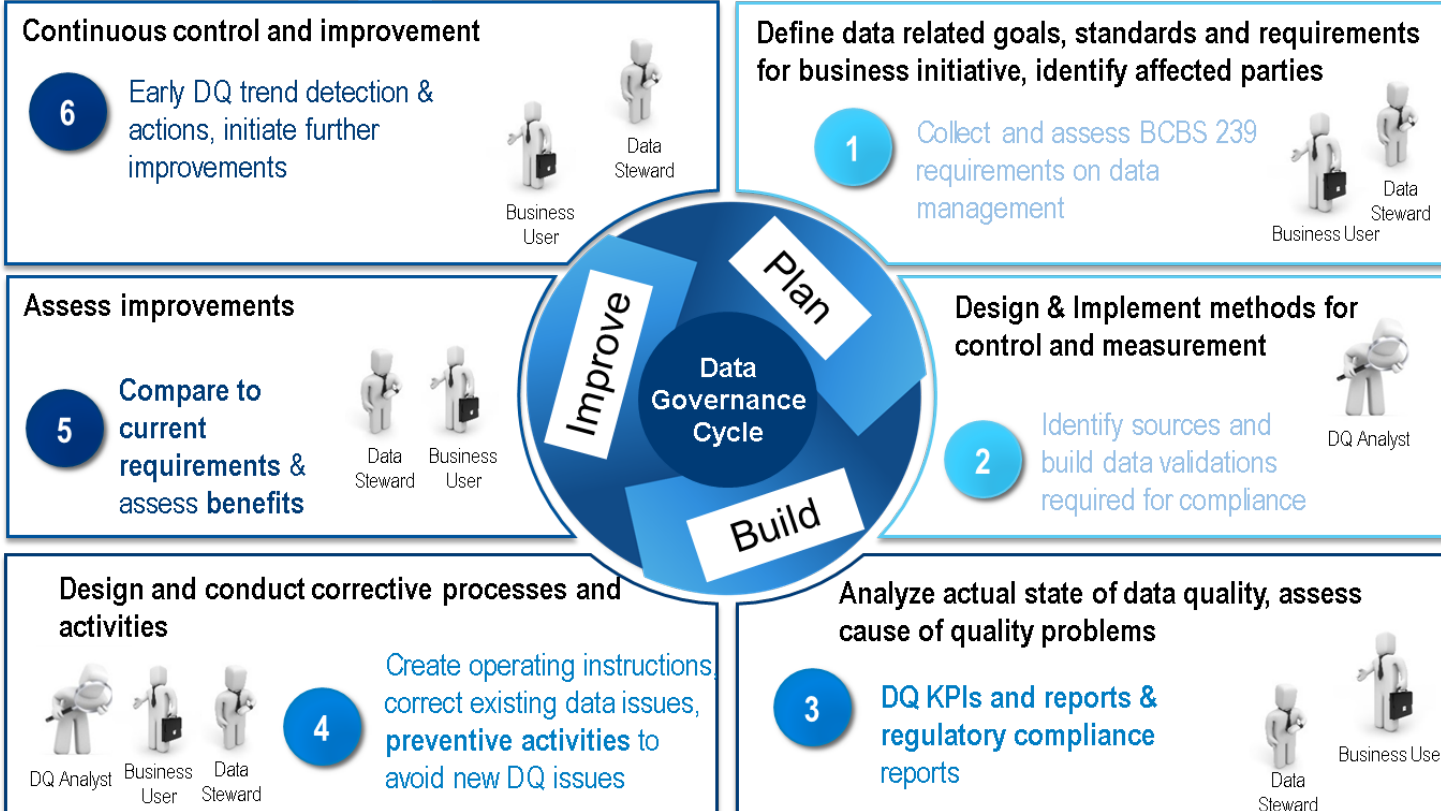 Continuous control and improvement
6
Early DQ trend detection &
actions, initiate further
improvements
Data
Steward
Business
User
Define data related goals, standards and requirements
for business initiative, identify affected parties
1
Collect and assess BCBS 239
requirements on data
management
Data
Steward
Business User
Assess improvements
5
Compare to
current
requirements &
assess benefits
Data
Steward
Business
User
Improve
Plan
Build
Data
Governance
Cycle
Design & Implement methods for
control and measurement
2
Identify sources and
build data validations
required for compliance
DQ Analyst
Design and conduct corrective processes and
activities
4
Create operating instructions,
correct existing data issues,
preventive activities to
avoid new DQ issues
DQ Analyst
Business
User
Data
Steward
Analyze actual state of data quality, assess
cause of quality problems
3
DQ KPIs and reports &
regulatory compliance
reports
Data
Steward
Business Use